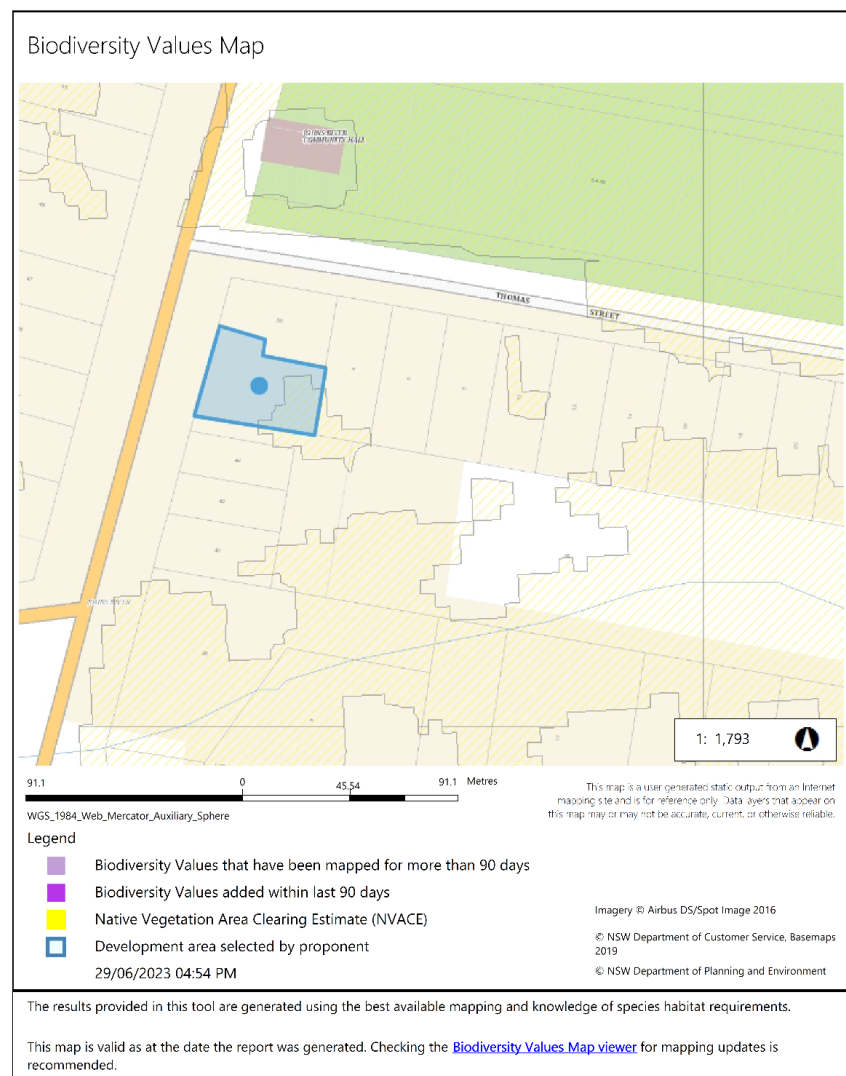 Biodiversity Values Map
JOHNS RIVER
COMMUNITY HALL
THOMAS
STREET
JOHNS RIVER
1: 1,793
91.1 0 45.54 91.1 Metres
WGS_1984_Web_Mercator_Auxiliary_Sphere
This map is a user generated static output from an Internet
mapping site and is for reference only. Data layers that appear on
this map may or may not be accurate, current, or otherwise reliable.
Legend
Biodiversity Values that have been mapped for more than 90 days
Biodiversity Values added within last 90 days
Native Vegetation Area Clearing Estimate (NVACE)
Development area selected by proponent
29/06/2023 04:54 PM
Imagery © Airbus DS/Spot Image 2016
© NSW Department of Customer Service, Basemaps
2019
© NSW Department of Planning and Environment
The results provided in this tool are generated using the best available mapping and knowledge of species habitat requirements.
This map is valid as at the date the report was generated. Checking the Biodiversity Values Map viewer for mapping updates is
recommended.